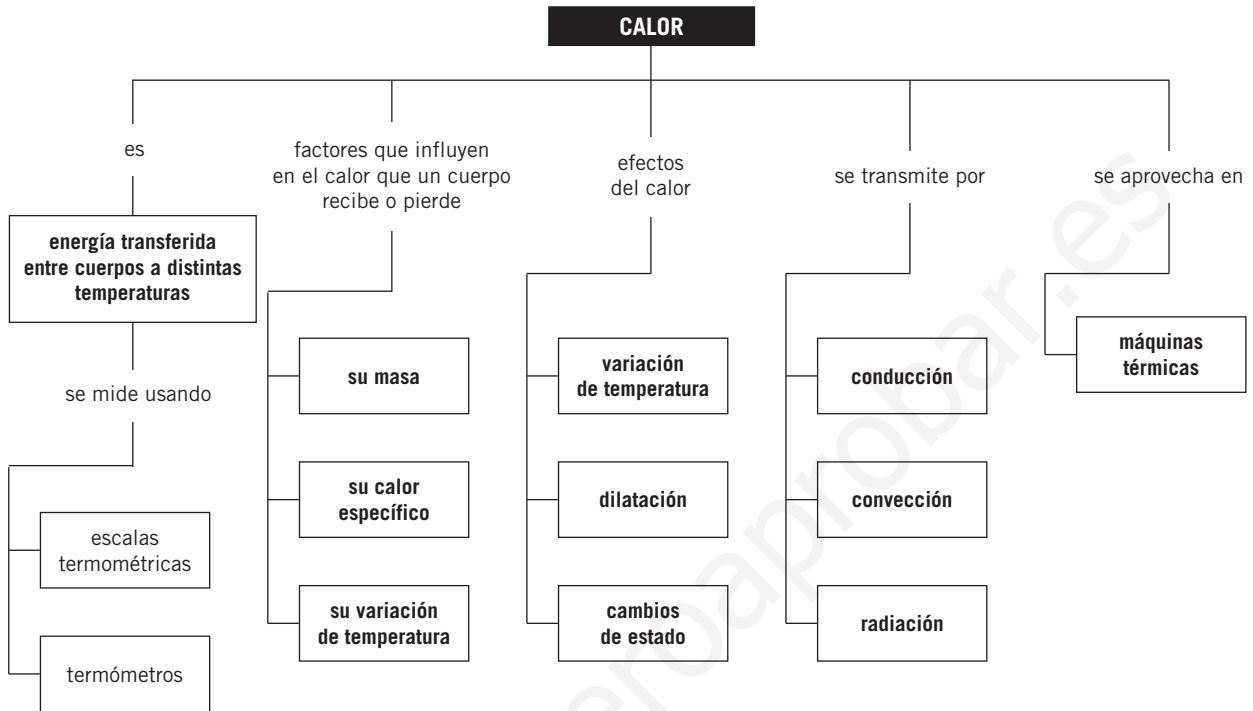 CALOR
es
energía transferida
entre cuerpos a distintas
temperaturas
se mide usando
escalas
termométricas
termómetros
factores que influyen
en el calor que un cuerpo
recibe o pierde
su masa
su calor
específico
su variación
de temperatura
efectos
del calor
variación
de temperatura
dilatación
cambios
de estado
se transmite por
conducción
convección
radiación
se aprovecha en
máquinas
térmicas